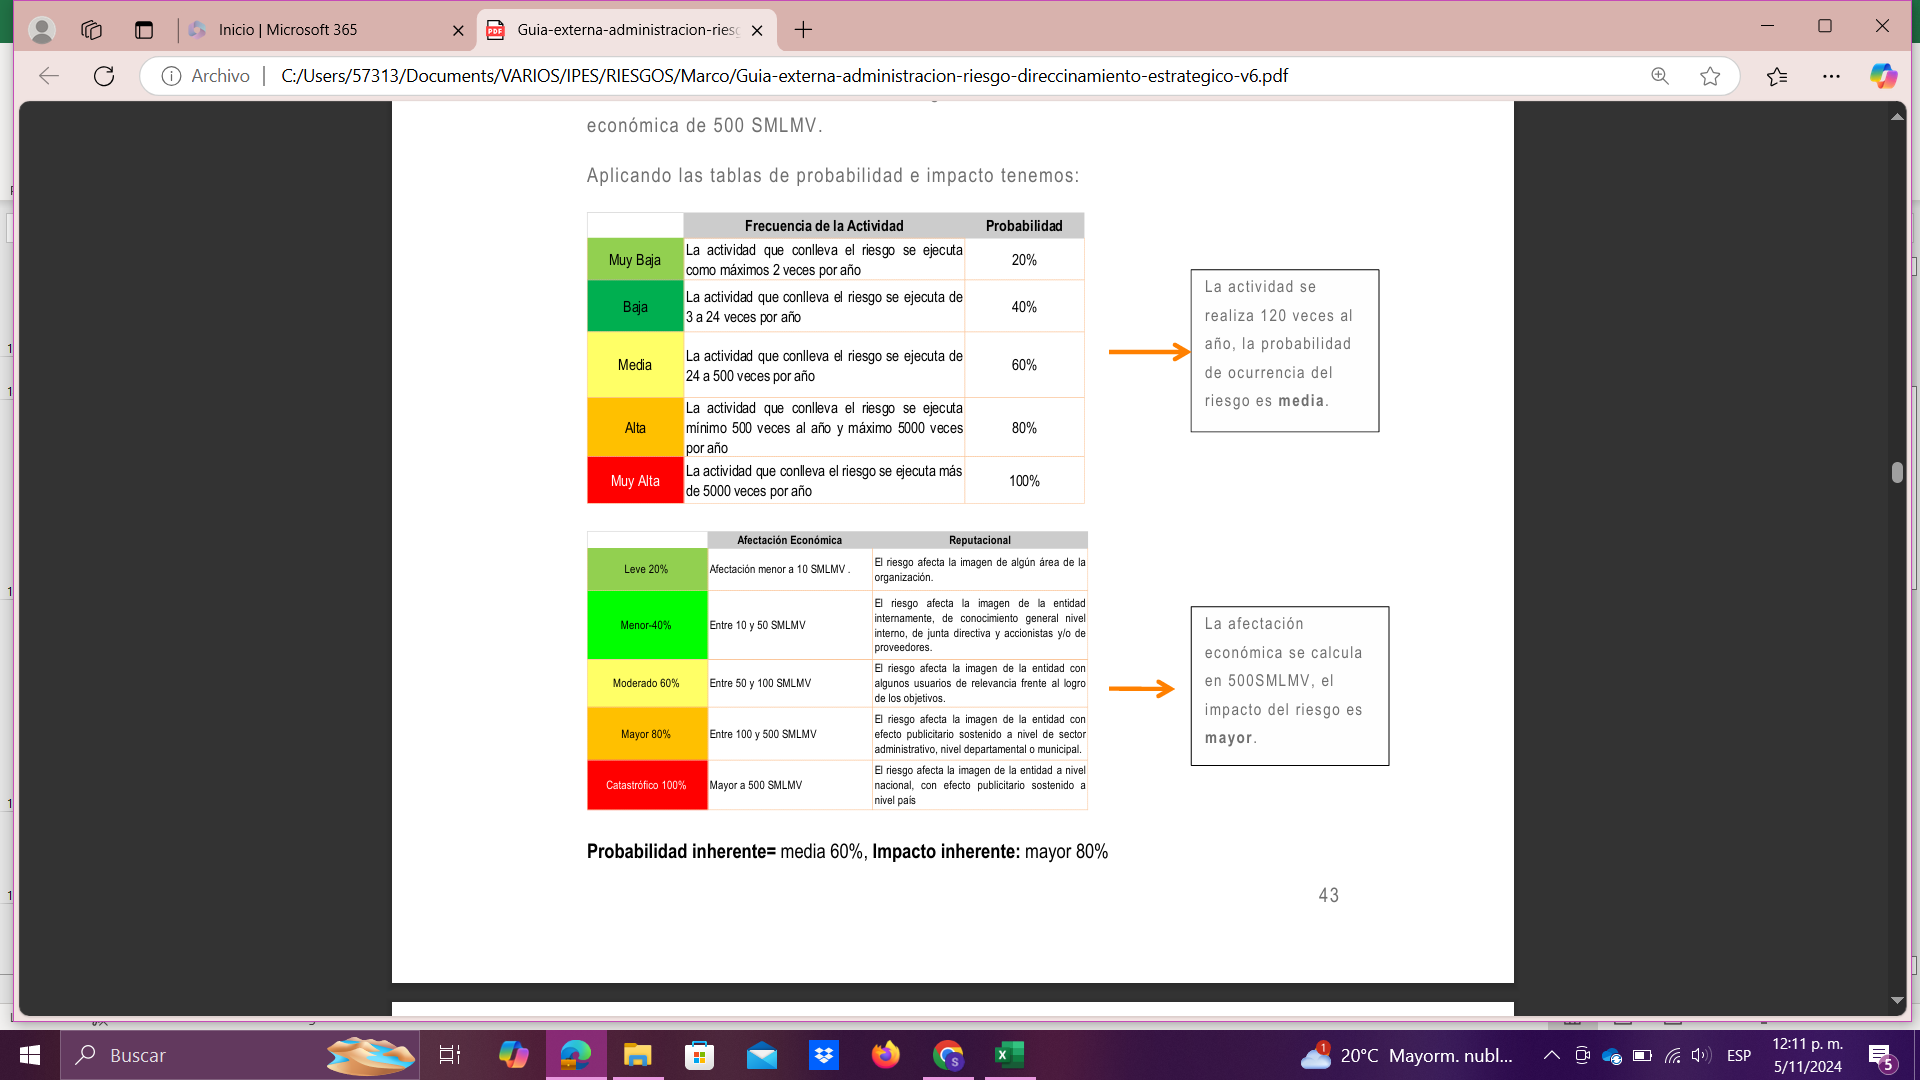 Inicio | Microsoft 365
Guia-externa-administracion-ries
Archivo
C:/Users/57313/Documents/VARIOS/IPES/RIESGOS/Marco/Guia-externa-administracion-riesgo-direccinamiento-estrategico-v6.pdf
económica de 500 SMLMV.
Aplicando las tablas de probabilidad e impacto tenemos:
Frecuencia de la Actividad Probabilidad
Muy Baja
La actividad que conlleva el riesgo se ejecuta
como máximos 2 veces por año
20%
Baja
La actividad que conlleva el riesgo se ejecuta de
3 a 24 veces por año
40%
Media
La actividad que conlleva el riesgo se ejecuta de
24 a 500 veces por año
60%
Alta
La actividad que conlleva el riesgo se ejecuta
mínimo 500 veces al año y máximo 5000 veces
por año
80%
Muy Alta
La actividad que conlleva el riesgo se ejecuta más
de 5000 veces por año
100%
La actividad se
realiza 120 veces al
año, la probabilidad
de ocurrencia del
riesgo es media.
Afectación Económica Reputacional
Leve 20%
Afectación menor a 10 SMLMV .
El riesgo afecta la imagen de algún área de la
organización.
Menor-40%
Entre 10 y 50 SMLMV
El riesgo afecta la imagen de la entidad
internamente, de conocimiento general nivel
interno, de junta directiva y accionistas y/o de
proveedores.
Moderado 60%
Entre 50 y 100 SMLMV
El riesgo afecta la imagen de la entidad con
algunos usuarios de relevancia frente al logro
de los objetivos.
Mayor 80%
Entre 100 y 500 SMLMV
El riesgo afecta la imagen de la entidad con
efecto publicitario sostenido a nivel de sector
administrativo, nivel departamental o municipal.
Catastrófico 100%
Mayor a 500 SMLMV
El riesgo afecta la imagen de la entidad a nivel
nacional, con efecto publicitario sostenido a
nivel país
La afectación
económica se calcula
en 500SMLMV, el
impacto del riesgo es
mayor.
Probabilidad inherente= media 60%, Impacto inherente: mayor 80%
43
Buscar
1
20°C Mayorm. nubl...
ESP
12:11 p. m.
5/11/2024
5